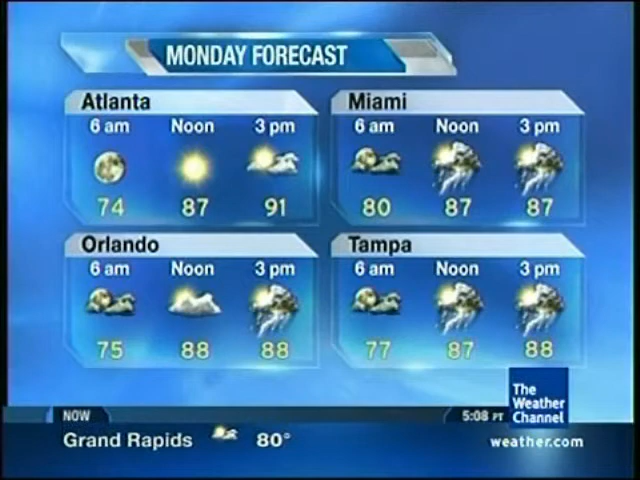 MONDAY FORECAST
Atlanta
6 am Noon 3 pm
74 87 91
Miami
6 am Noon 3 pm
80 87 87
Orlando
6 am Noon 3 pm
75 88 88
Tampa
6 am Noon 3 pm
77 87 88
The
Weather
Channel
NOW 5:08 PT
Grand Rapids 80° weather.com